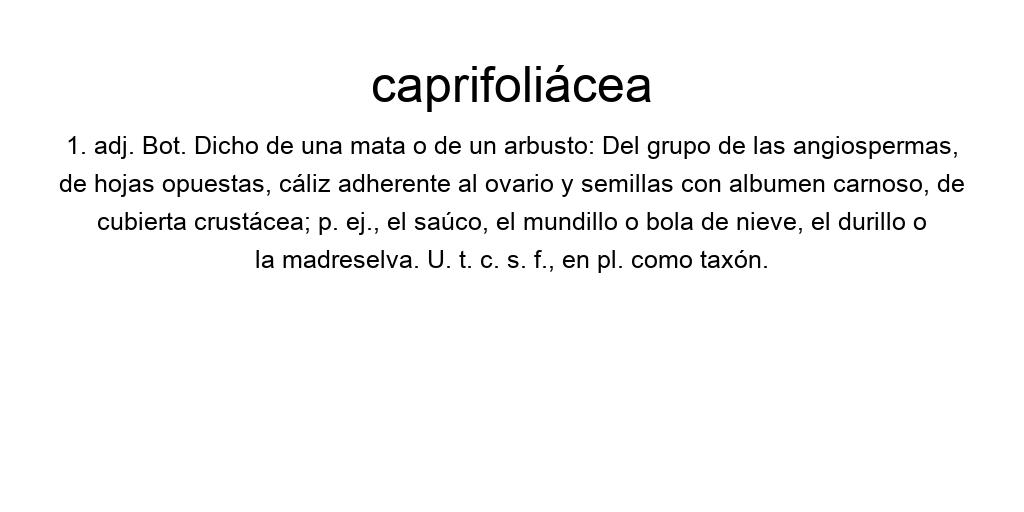 caprifoliácea
1. adj. Bot. Dicho de una mata o de un arbusto: Del grupo de las angiospermas,
de hojas opuestas, cáliz adherente al ovario y semillas con albumen carnoso, de
cubierta crustácea; p. ej., el saúco, el mundillo o bola de nieve, el durillo o
la madreselva. U. t. c. s. f., en pl. como taxón.